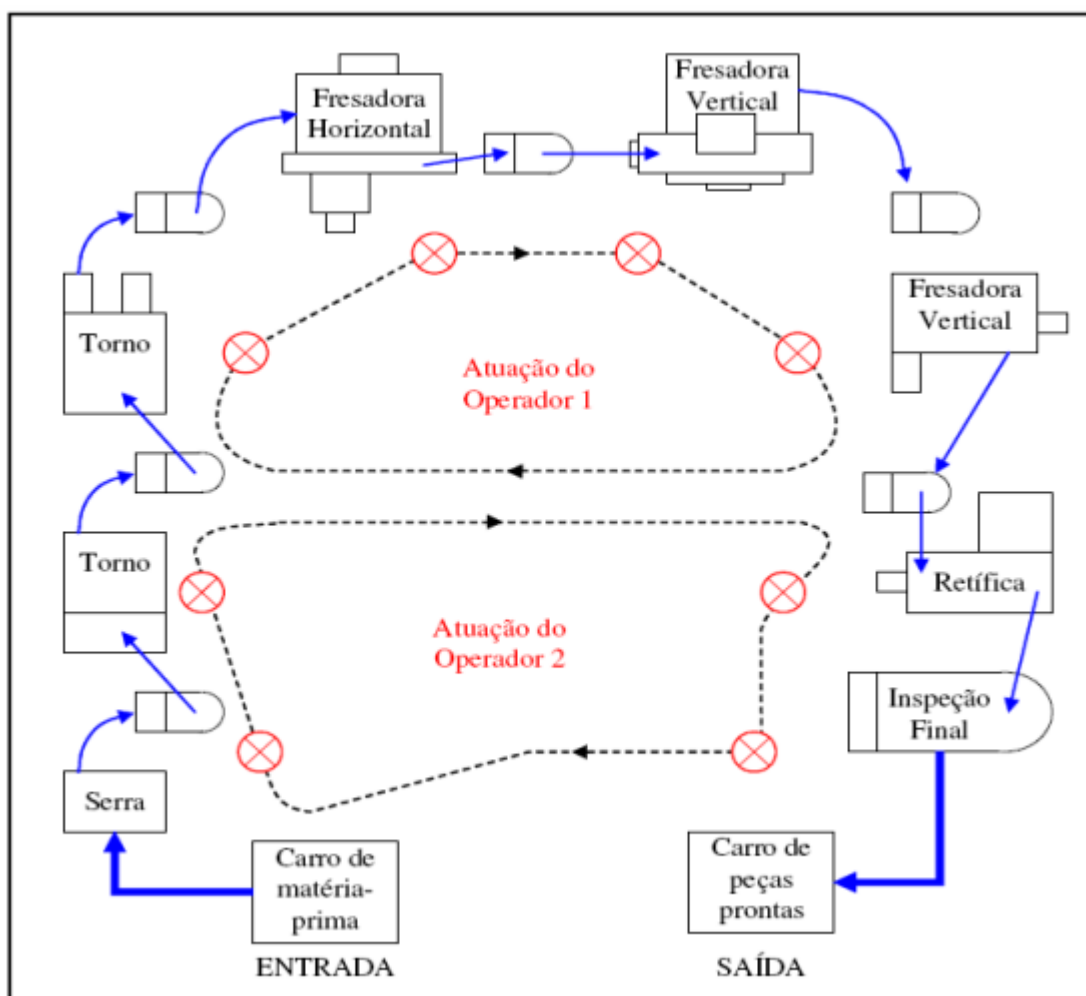 Fresadora
Horizontal
Fresadora
Vertical
Torno
Fresadora
Vertical
Atuação do
Operador 1
Torno
Retífica
Atuação do
Operador 2
Inspeção
Final
Serra
Carro de
matéria-
prima
Carro de
peças
prontas
ENTRADA
SAÍDA